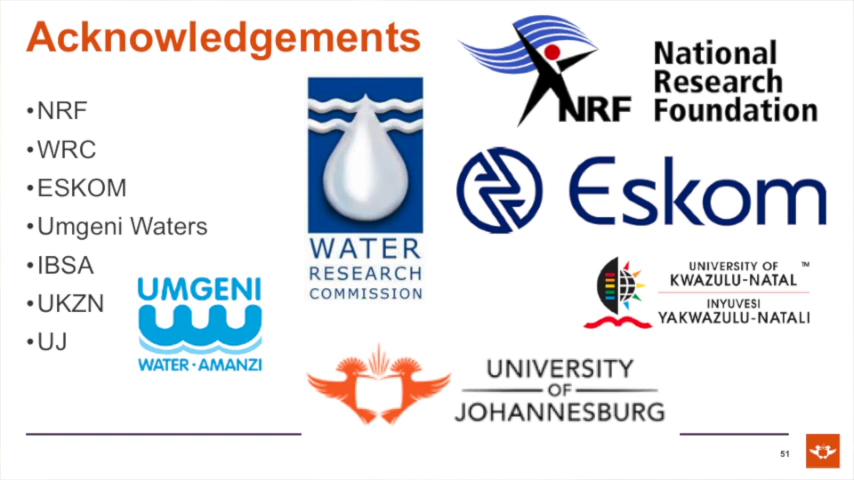 Acknowledgements
•NRF
•WRC
•ESKOM
•Umgeni Waters
•IBSA
•UKZN
•UJ
WATER
RESEARCH
COMMISSION
NRF
National
Research
Foundation
Eskom
UNIVERSITY OF
KWAZULU-NATAL™
INYUVESI
YAKWAZULU-NATALI
UMGENI
WATER·AMANZI
UNIVERSITY
OF
JOHANNESBURG
51